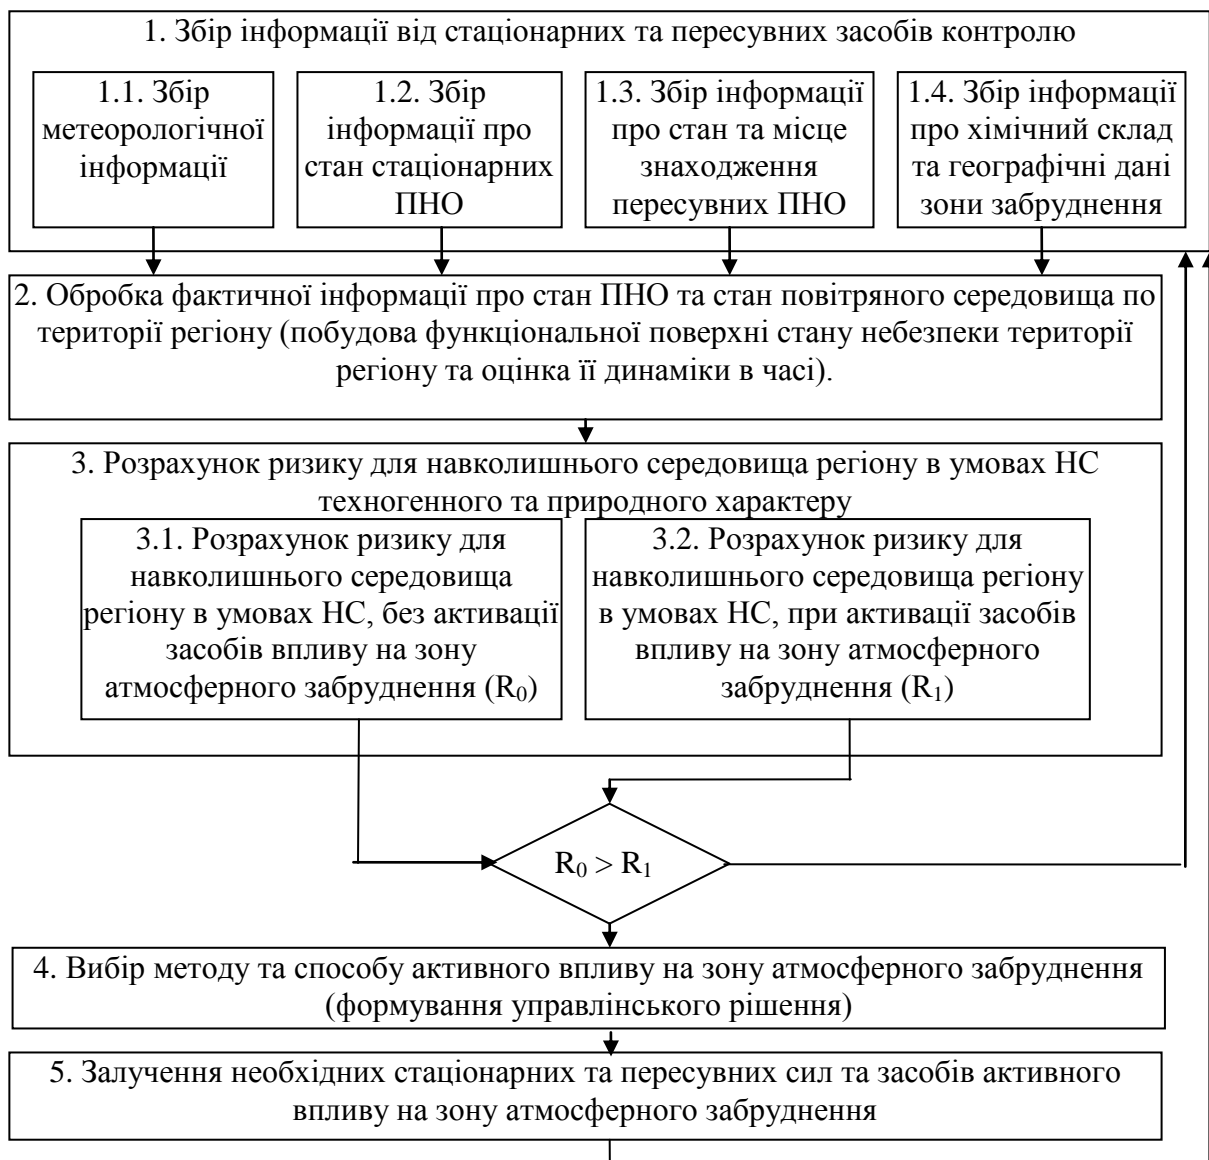 1. Збір інформації від стаціонарних та пересувних засобів контролю
1.1. Збір
метеорологічної
інформації
1.2. Збір
інформації про
стан стаціонарних
ПНО
1.3. Збір інформації
про стан та місце
знаходження
пересувних ПНО
1.4. Збір інформації
про хімічний склад
та географічні дані
зони забруднення
2. Обробка фактичної інформації про стан ПНО та стан повітряного середовища по
території регіону (побудова функціональної поверхні стану небезпеки території
регіону та оцінка її динаміки в часі).
3. Розрахунок ризику для навколишнього середовища регіону в умовах НС
техногенного та природного характеру
3.1. Розрахунок ризику для
навколишнього середовища
регіону в умовах НС, без активації
засобів впливу на зону
атмосферного забруднення (R₀)
3.2. Розрахунок ризику для
навколишнього середовища регіону
в умовах НС, при активації засобів
впливу на зону атмосферного
забруднення (R₁)
R₀ > R₁
4. Вибір методу та способу активного впливу на зону атмосферного забруднення
(формування управлінського рішення)
5. Залучення необхідних стаціонарних та пересувних сил та засобів активного
впливу на зону атмосферного забруднення